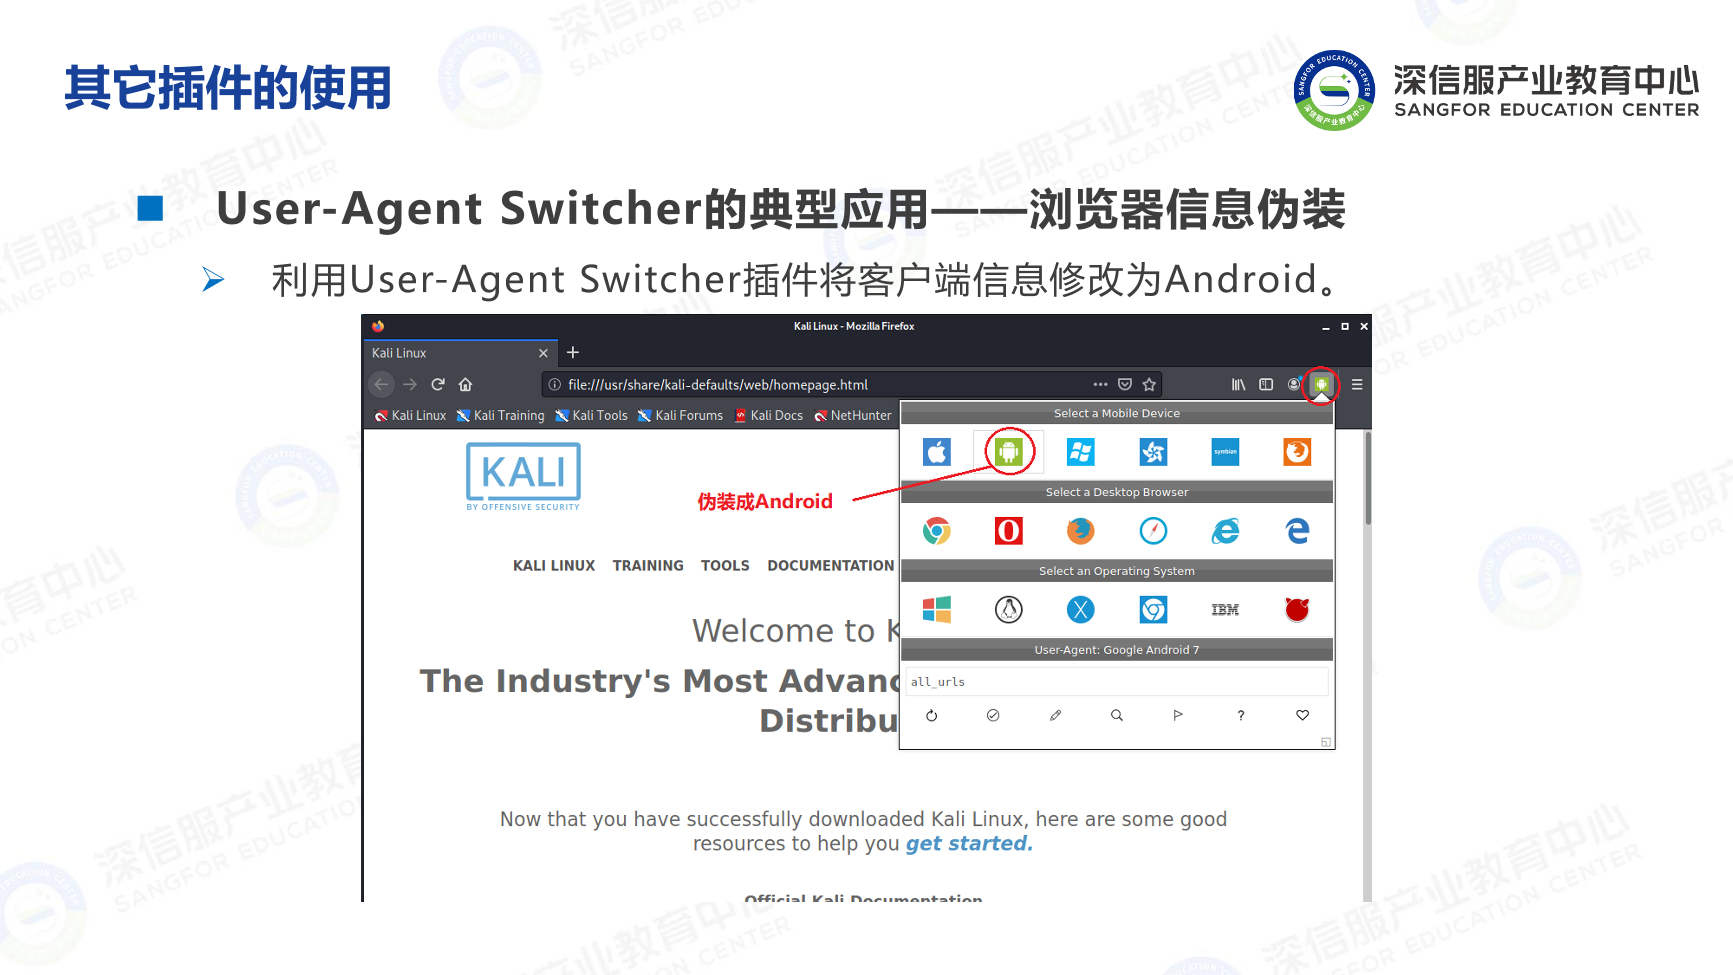 其它插件的使用
深信服产业教育中心
SANGFOR EDUCATION CENTER
User-Agent Switcher的典型应用——浏览器信息伪装
利用User-Agent Switcher插件将客户端信息修改为Android。
Kali Linux - Mozilla Firefox
Kali Linux
file:///usr/share/kali-defaults/web/homepage.html
Kali Linux Kali Training Kali Tools Kali Forums Kali Docs NetHunter
Select a Mobile Device
symbian
KALI
BY OFFENSIVE SECURITY
伪装成Android
Select a Desktop Browser
KALI LINUX TRAINING TOOLS DOCUMENTATION
Select an Operating System
IBM
Welcome to K
User-Agent: Google Android 7
The Industry's Most Advanc
all_urls
Distribu
Now that you have successfully downloaded Kali Linux, here are some good
resources to help you get started.
Official Kali Documentation